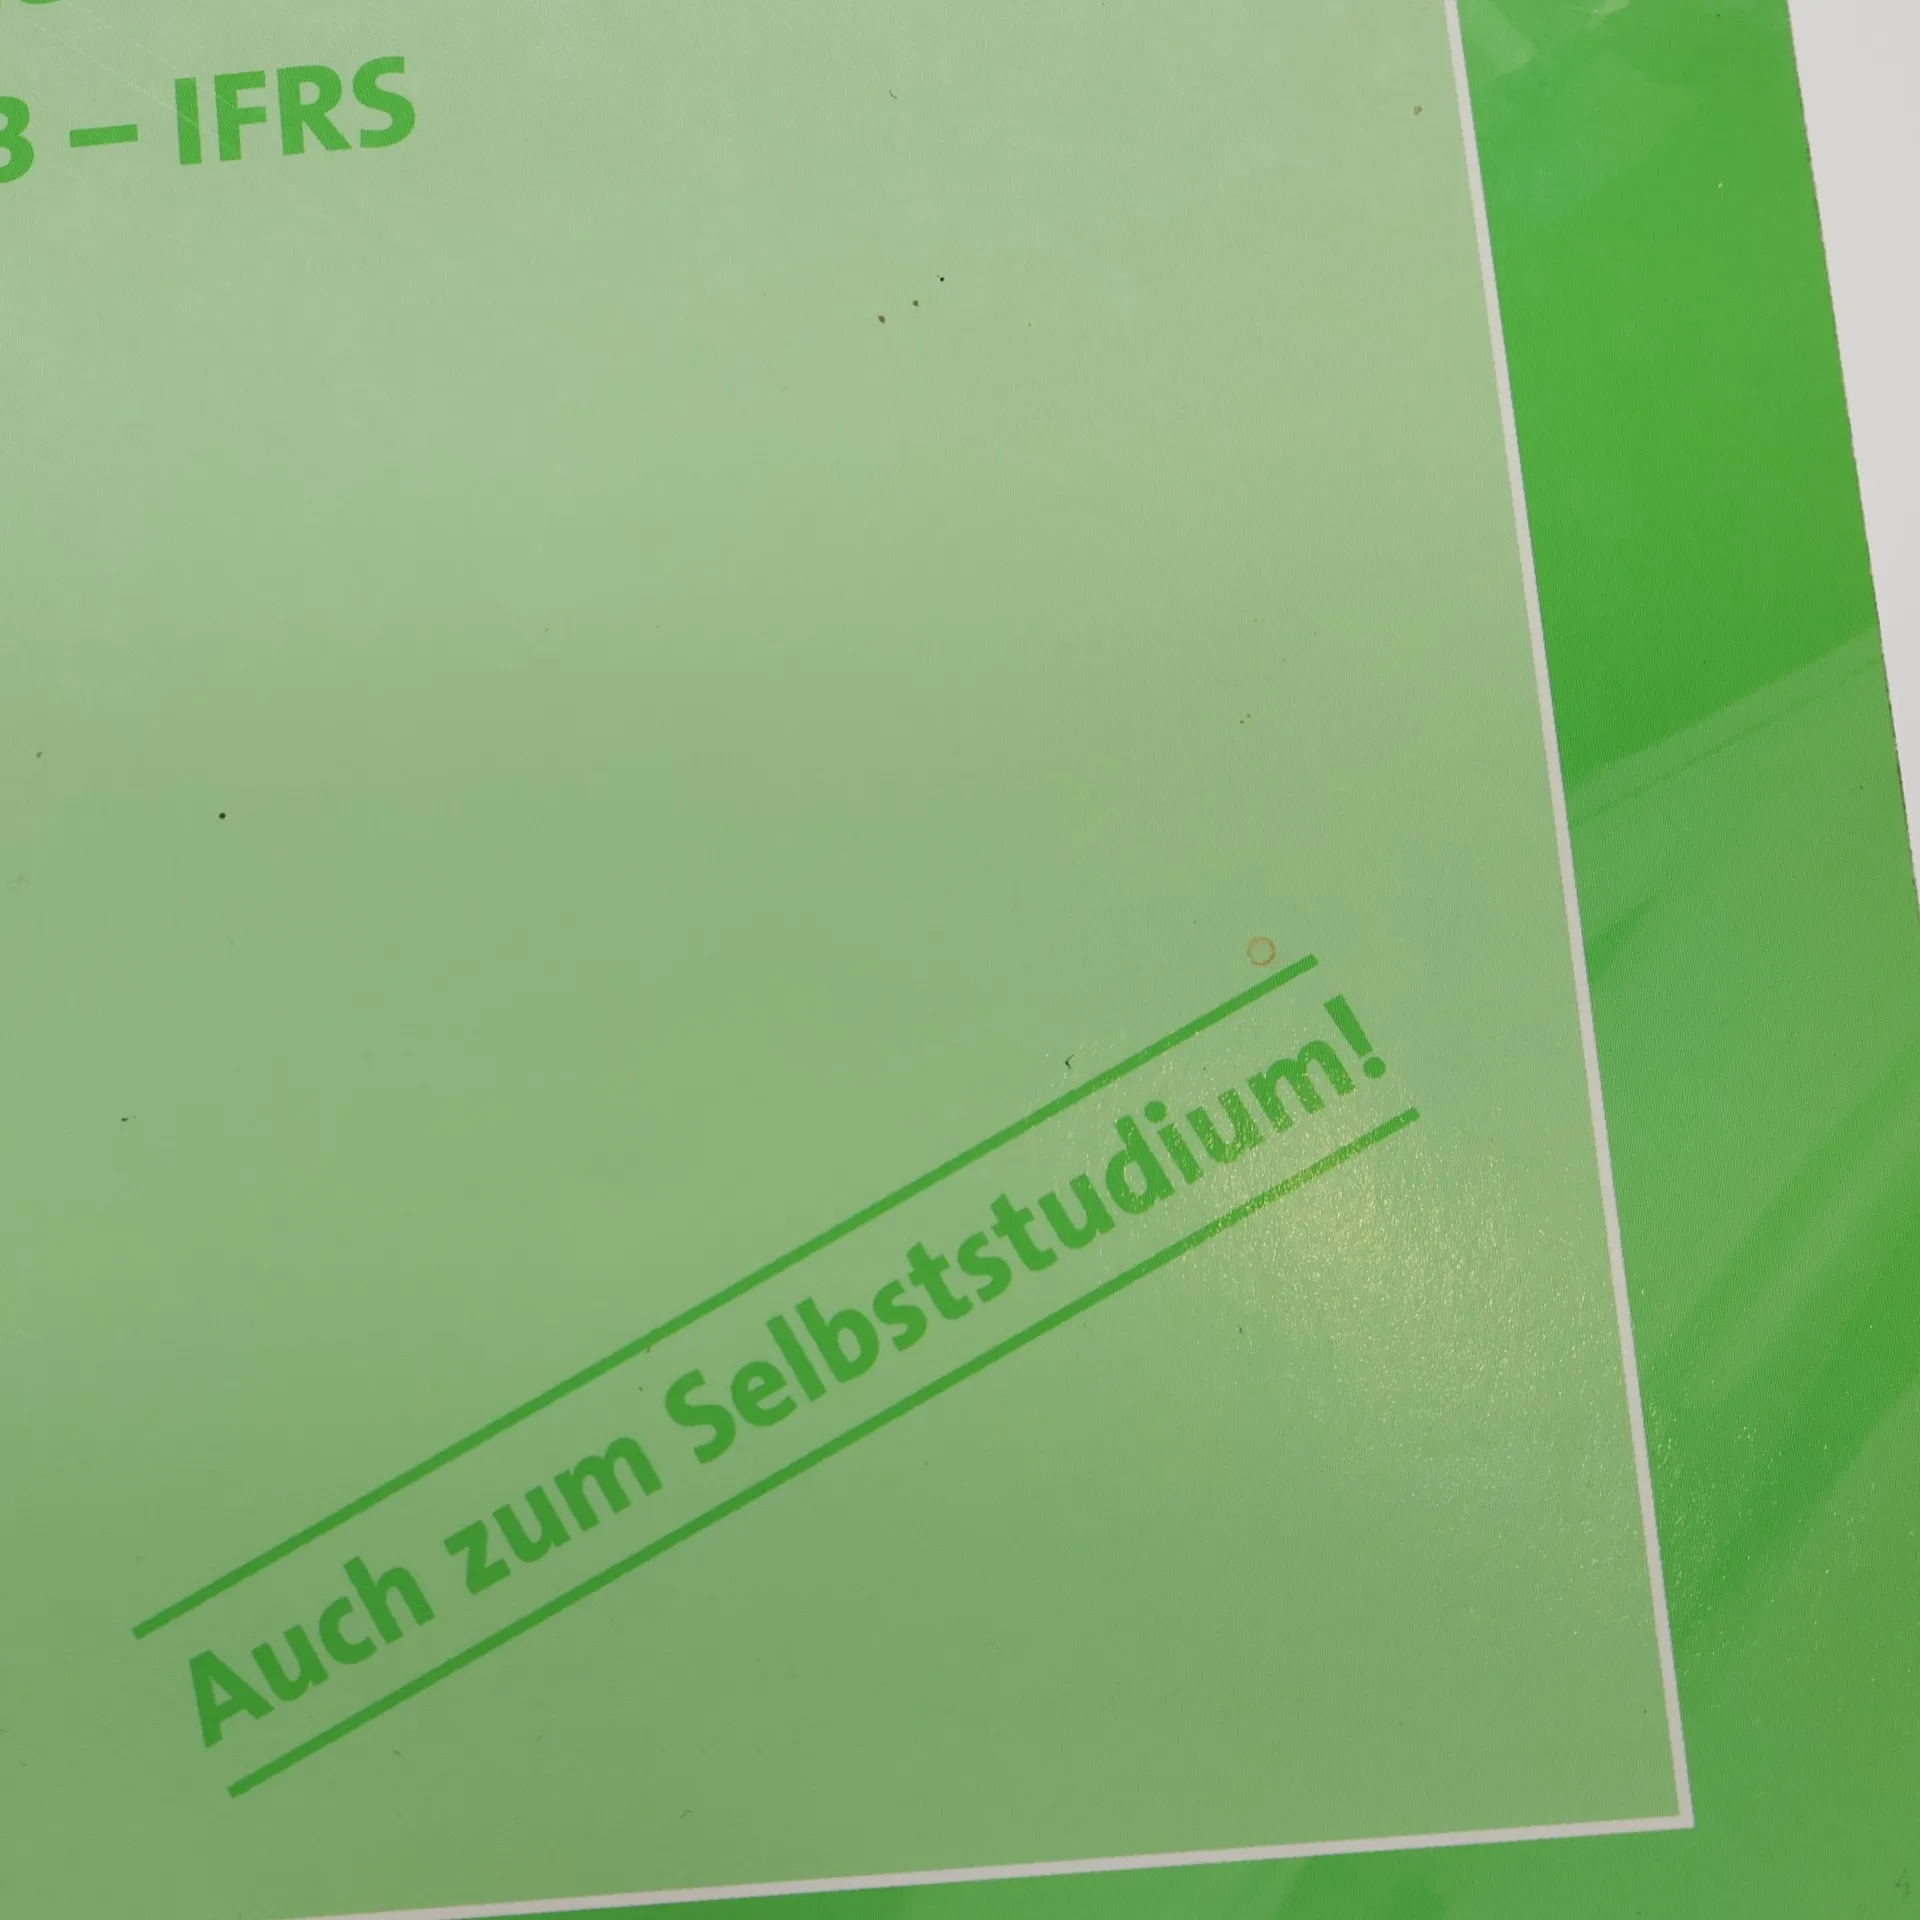 – IFRS
Auch zum Selbststudium!